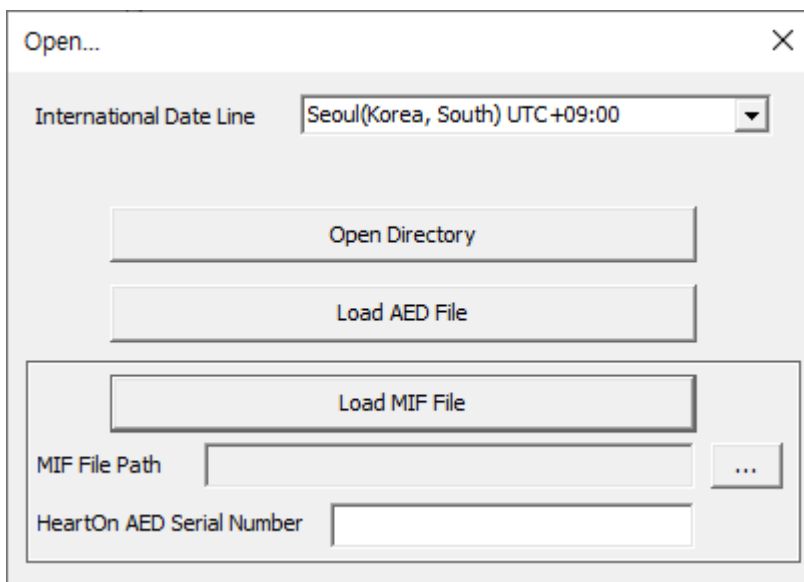 Open...
International Date Line
Seoul(Korea, South) UTC+09:00
Open Directory
Load AED File
Load MIF File
MIF File Path
...
HeartOn AED Serial Number